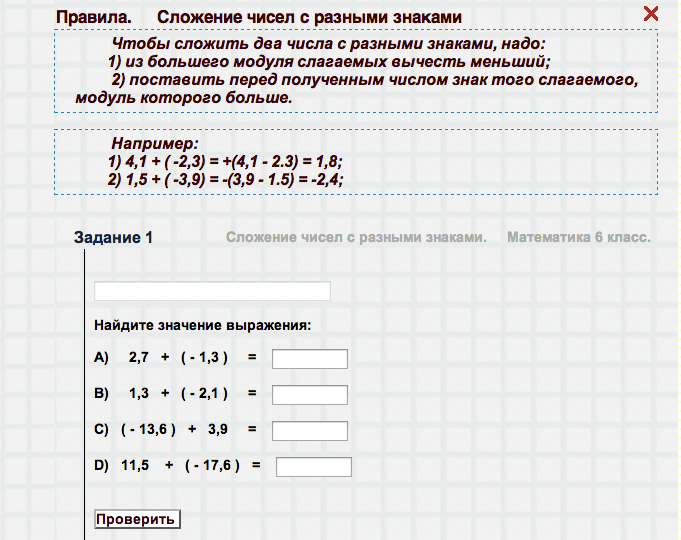 Правила. Сложение чисел с разными знаками
Чтобы сложить два числа с разными знаками, надо:
1) из большего модуля слагаемых вычесть меньший;
2) поставить перед полученным числом знак того слагаемого,
модуль которого больше.
Например:
1) 4,1 + ( -2,3) = +(4,1 - 2.3) = 1,8;
2) 1,5 + ( -3,9) = -(3,9 - 1.5) = -2,4;
Задание 1 Сложение чисел с разными знаками. Математика 6 класс.
Найдите значение выражения:
A) 2,7 + ( - 1,3 ) =
B) 1,3 + ( - 2,1 ) =
C) ( - 13,6 ) + 3,9 =
D) 11,5 + ( - 17,6 ) =
Проверить